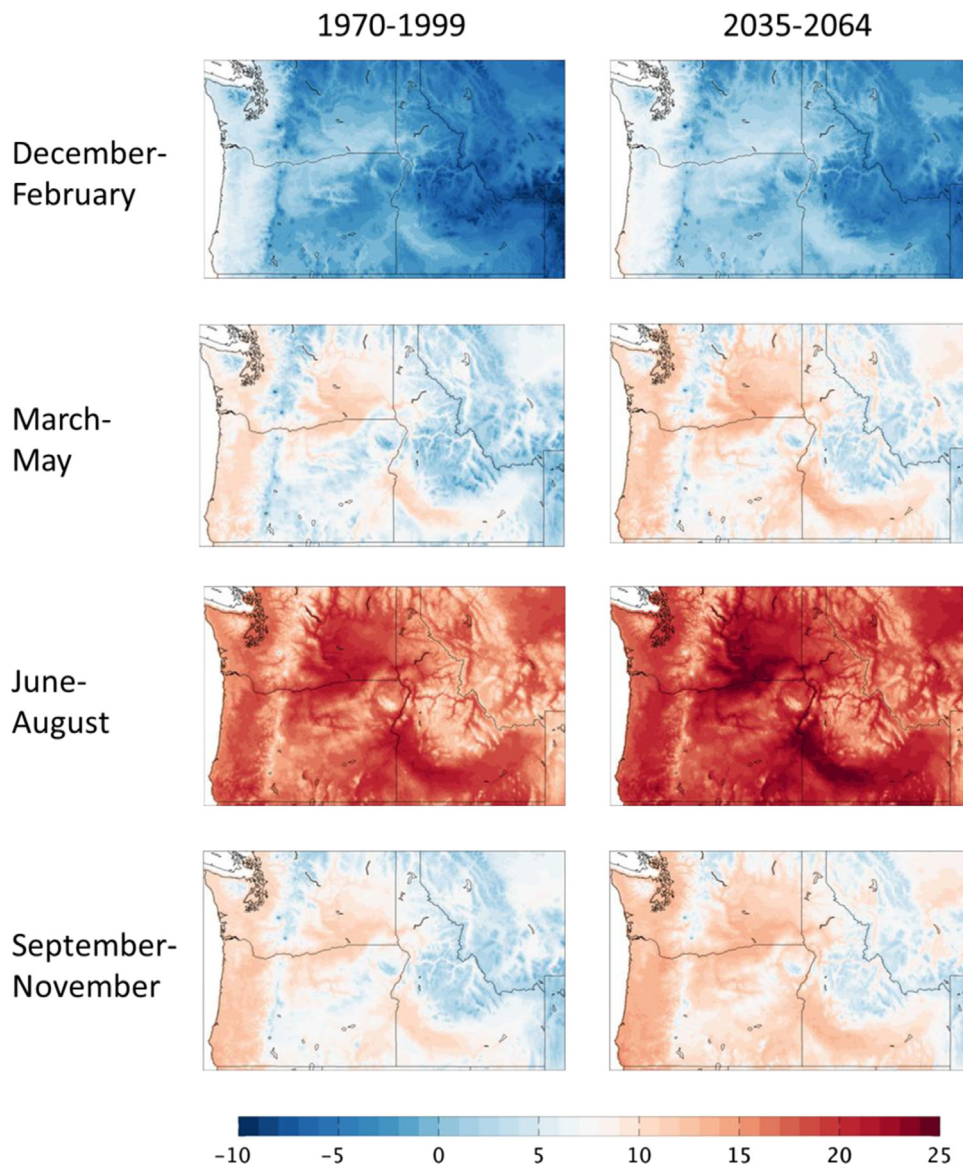 1970-1999
2035-2064
December-
February
March-
May
June-
August
September-
November
-10
-5
0
5
10
15
20
25